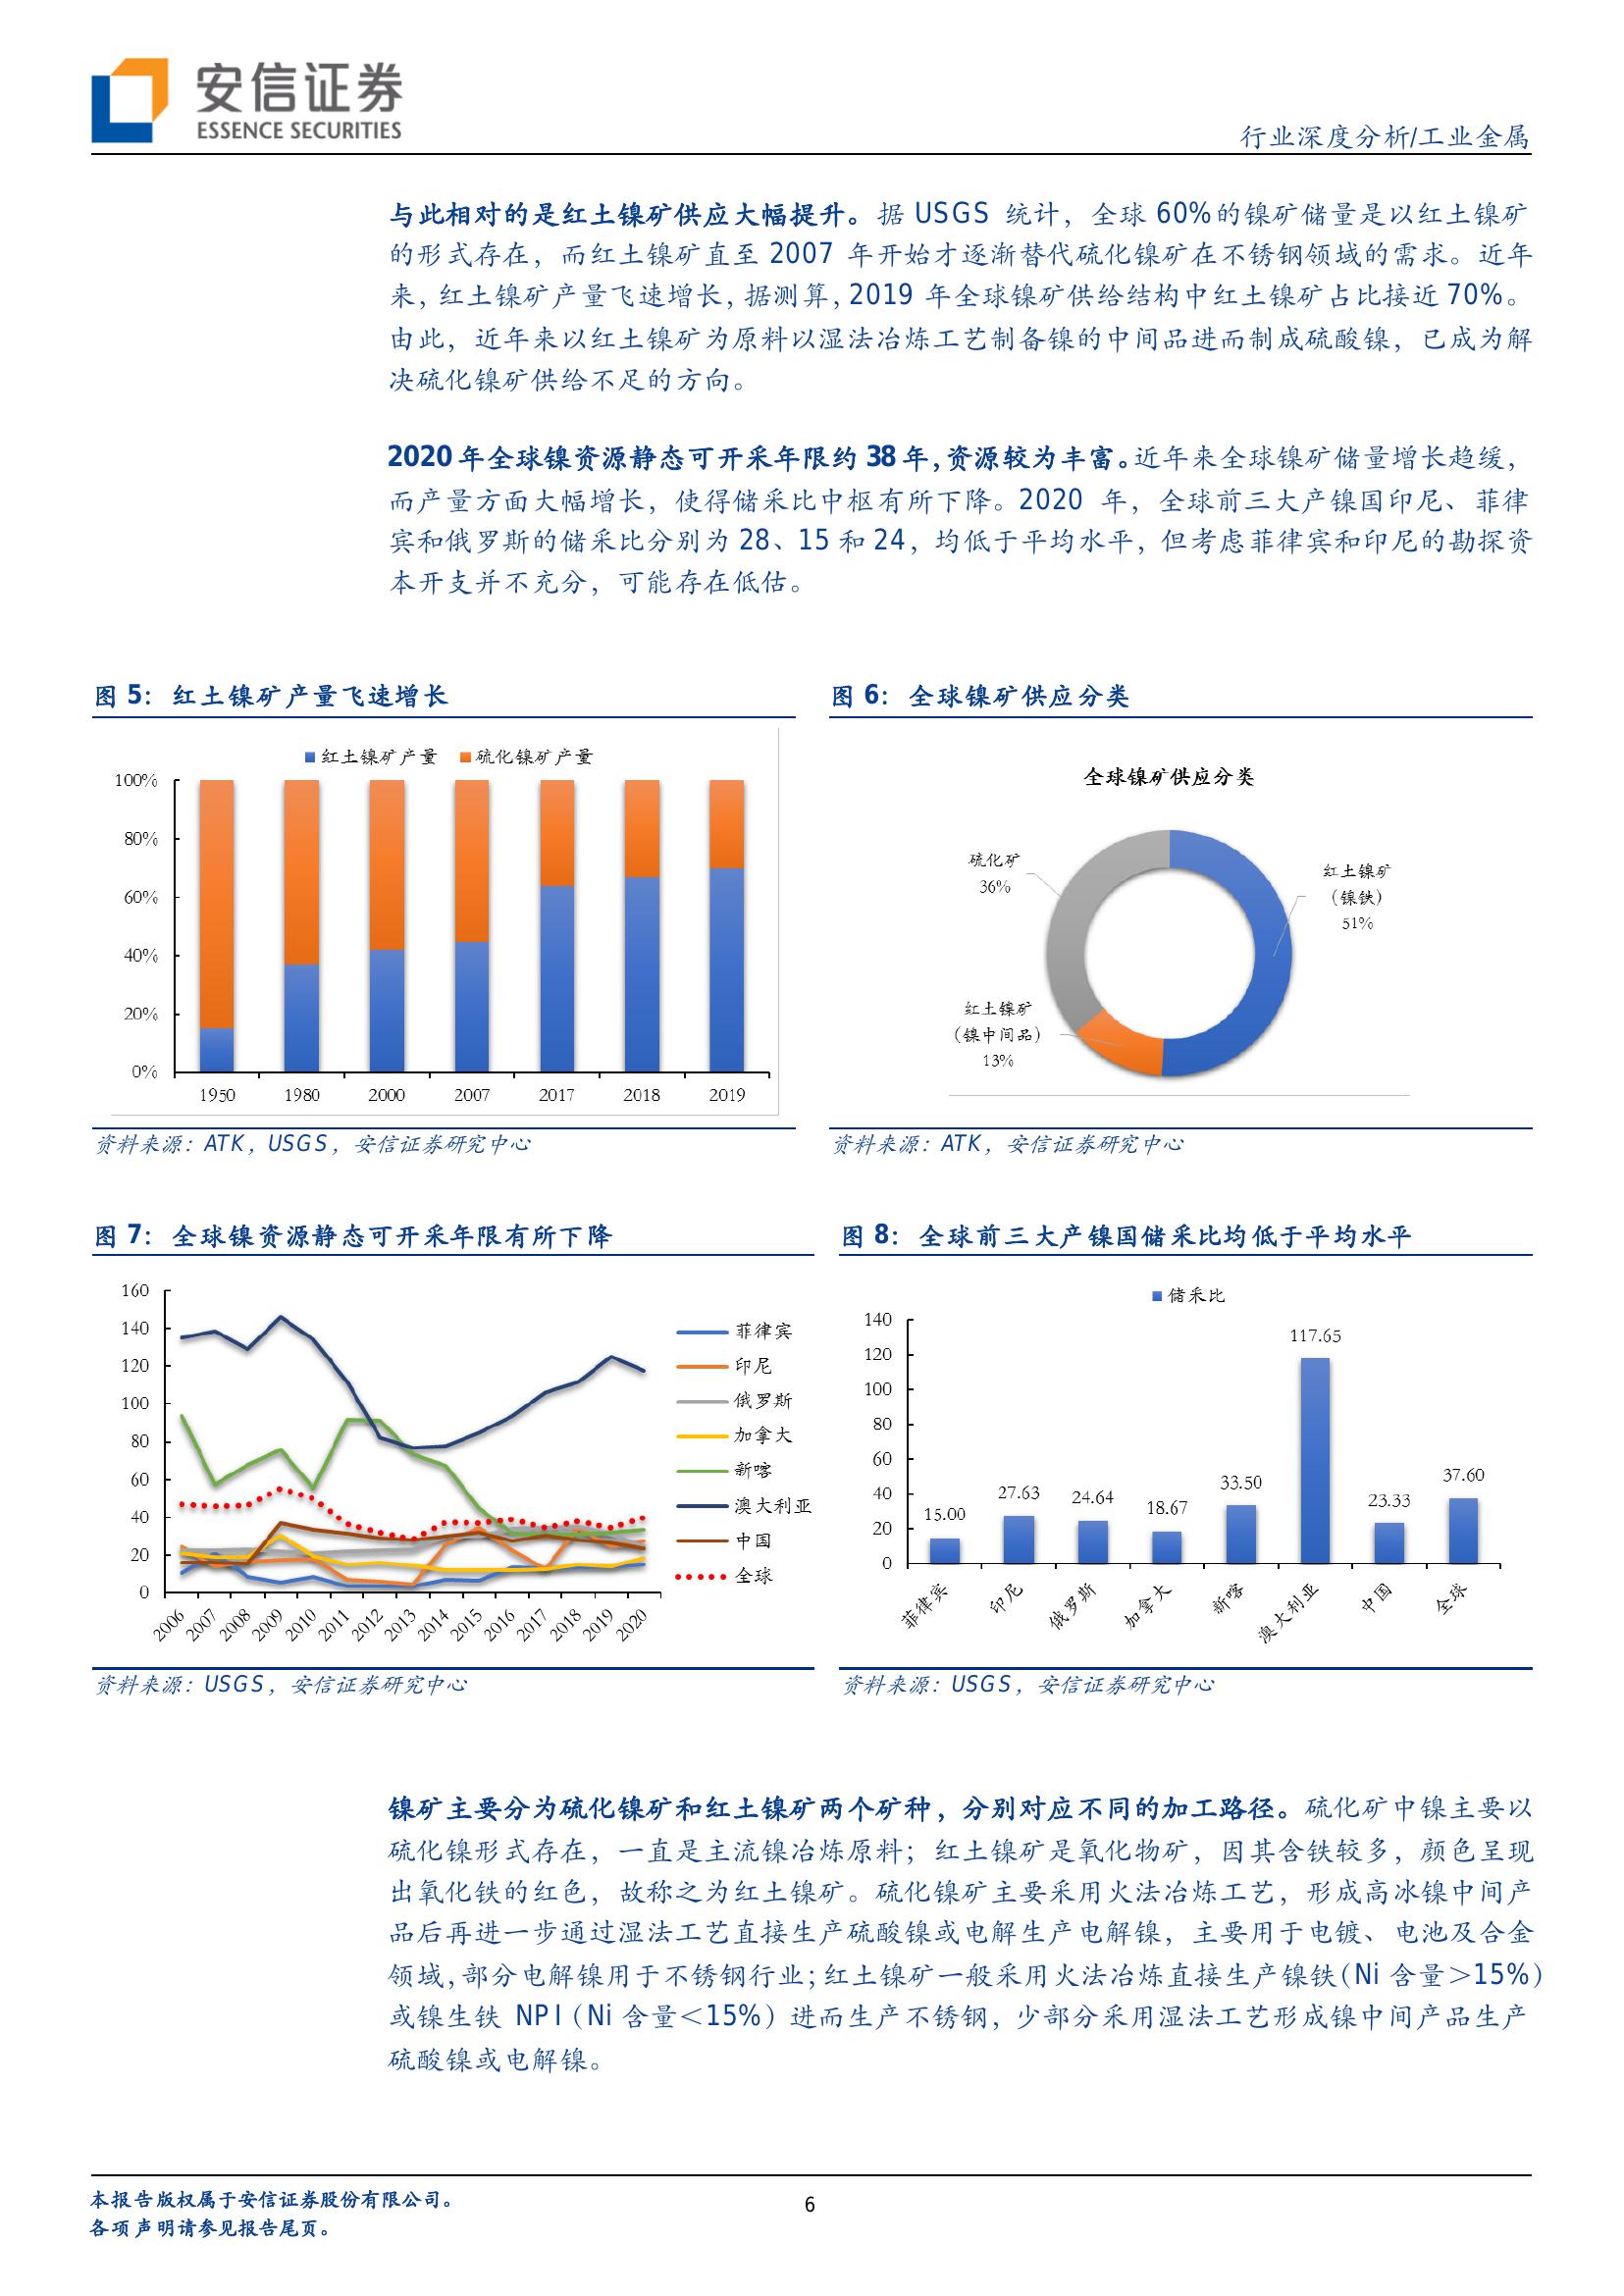 安信证券
ESSENCE SECURITIES
行业深度分析/工业金属
与此相对的是红土镍矿供应大幅提升。据 USGS 统计，全球 60%的镍矿储量是以红土镍矿
的形式存在，而红土镍矿直至 2007 年开始才逐渐替代硫化镍矿在不锈钢领域的需求。近年
来，红土镍矿产量飞速增长，据测算，2019 年全球镍矿供给结构中红土镍矿占比接近 70%。
由此，近年来以红土镍矿为原料以湿法冶炼工艺制备镍的中间品进而制成硫酸镍，已成为解
决硫化镍矿供给不足的方向。
2020 年全球镍资源静态可开采年限约 38 年，资源较为丰富。近年来全球镍矿储量增长趋缓，
而产量方面大幅增长，使得储采比中枢有所下降。2020 年，全球前三大产镍国印尼、菲律
宾和俄罗斯的储采比分别为 28、15 和 24，均低于平均水平，但考虑菲律宾和印尼的勘探资
本开支并不充分，可能存在低估。
图 5：红土镍矿产量飞速增长
红土镍矿产量 硫化镍矿产量
100%
80%
60%
40%
20%
0%
1950 1980 2000 2007 2017 2018 2019
资料来源：ATK，USGS，安信证券研究中心
图 6：全球镍矿供应分类
全球镍矿供应分类
硫化矿
36%
红土镍矿
（镍铁）
51%
红土镍矿
（镍中间品）
13%
资料来源：ATK，安信证券研究中心
图 7：全球镍资源静态可开采年限有所下降
160
140
120
100
80
60
40
20
0
2006 2007 2008 2009 2010 2011 2012 2013 2014 2015 2016 2017 2018 2019 2020
菲律宾
印尼
俄罗斯
加拿大
新喀
澳大利亚
中国
全球
资料来源：USGS，安信证券研究中心
图 8：全球前三大产镍国储采比均低于平均水平
储采比
140
120
100
80
60
40
20
0
15.00 27.63 24.64 18.67 33.50 117.65 23.33 37.60
菲律宾 印尼 俄罗斯 加拿大 新喀 澳大利亚 中国 全球
资料来源：USGS，安信证券研究中心
镍矿主要分为硫化镍矿和红土镍矿两个矿种，分别对应不同的加工路径。硫化矿中镍主要以
硫化镍形式存在，一直是主流镍冶炼原料；红土镍矿是氧化物矿，因其含铁较多，颜色呈现
出氧化铁的红色，故称之为红土镍矿。硫化镍矿主要采用火法冶炼工艺，形成高冰镍中间产
品后再进一步通过湿法工艺直接生产硫酸镍或电解生产电解镍，主要用于电镀、电池及合金
领域，部分电解镍用于不锈钢行业；红土镍矿一般采用火法冶炼直接生产镍铁（Ni 含量＞15%）
或镍生铁 NPI（Ni 含量＜15%）进而生产不锈钢，少部分采用湿法工艺形成镍中间产品生产
硫酸镍或电解镍。
本报告版权属于安信证券股份有限公司。
各项声明请参见报告尾页。
6